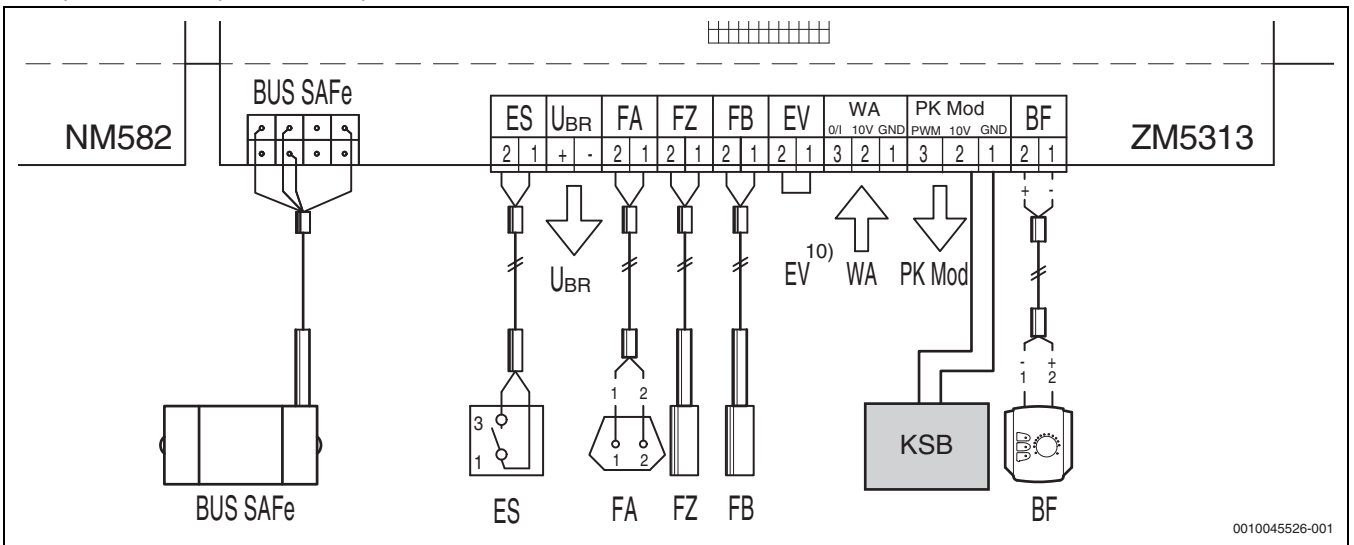 BUS SAFe
NM582
ZM5313
ES UBR FA FZ FB EV WA PK Mod BF
0/I 10V GND PWM 10V GND
2 1 + - 2 1 2 1 2 1 2 1 3 2 1 3 2 1 2 1
+ -
UBR
EV 10) WA PK Mod
- +
1 2
1 2
3
1
1 2
KSB
BUS SAFe
ES FA FZ FB BF
0010045526-001